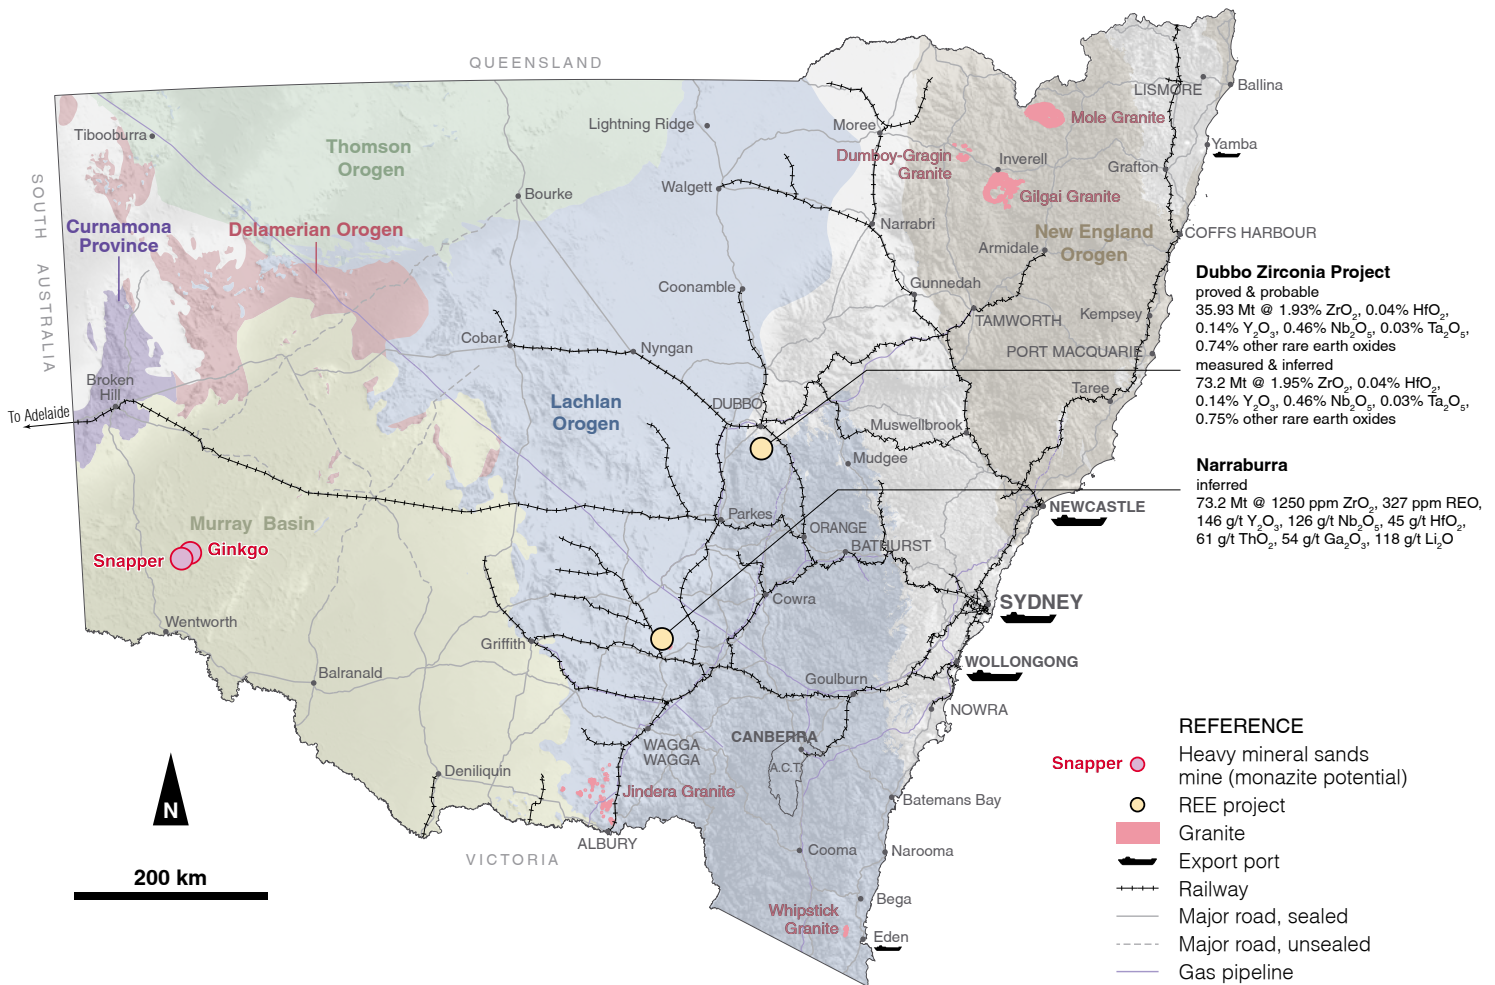 QUEENSLAND
LISMORE
Ballina
Tibooburra
Lightning Ridge
Moree
Mole Granite
Thomson
Orogen
Yamba
Dumboy-Gragin
Granite
Inverell
Grafton
SOUTH AUSTRALIA
Walgett
Bourke
Gilgai Granite
Curnamona
Province
Delamerian Orogen
Narrabri
New England
Orogen
COFFS HARBOUR
Armidale
Coonamble
Gunnedah
Dubbo Zirconia Project
proved & probable
35.93 Mt @ 1.93% ZrO2, 0.04% HfO2,
0.14% Y2O3, 0.46% Nb2O5, 0.03% Ta2O5,
0.74% other rare earth oxides
measured & inferred
73.2 Mt @ 1.95% ZrO2, 0.04% HfO2,
0.14% Y2O3, 0.46% Nb2O5, 0.03% Ta2O5,
0.75% other rare earth oxides
TAMWORTH
Kempsey
Cobar
Nyngan
PORT MACQUARIE
Broken
Hill
Taree
To Adelaide
Lachlan
Orogen
DUBBO
Muswellbrook
Mudgee
Narraburra
inferred
73.2 Mt @ 1250 ppm ZrO2, 327 ppm REO,
146 g/t Y2O3, 126 g/t Nb2O5, 45 g/t HfO2,
61 g/t ThO2, 54 g/t Ga2O3, 118 g/t Li2O
Murray Basin
Parkes
ORANGE
NEWCASTLE
Snapper
Ginkgo
BATHURST
Cowra
SYDNEY
Wentworth
Griffith
WOLLONGONG
Balranald
Goulburn
NOWRA
WAGGA
WAGGA
CANBERRA
A.C.T.
Deniliquin
Jindera Granite
Batemans Bay
ALBURY
VICTORIA
Cooma
Narooma
Bega
Whipstick
Granite
Eden
N
200 km
REFERENCE
Snapper
Heavy mineral sands
mine (monazite potential)
REE project
Granite
Export port
Railway
Major road, sealed
Major road, unsealed
Gas pipeline